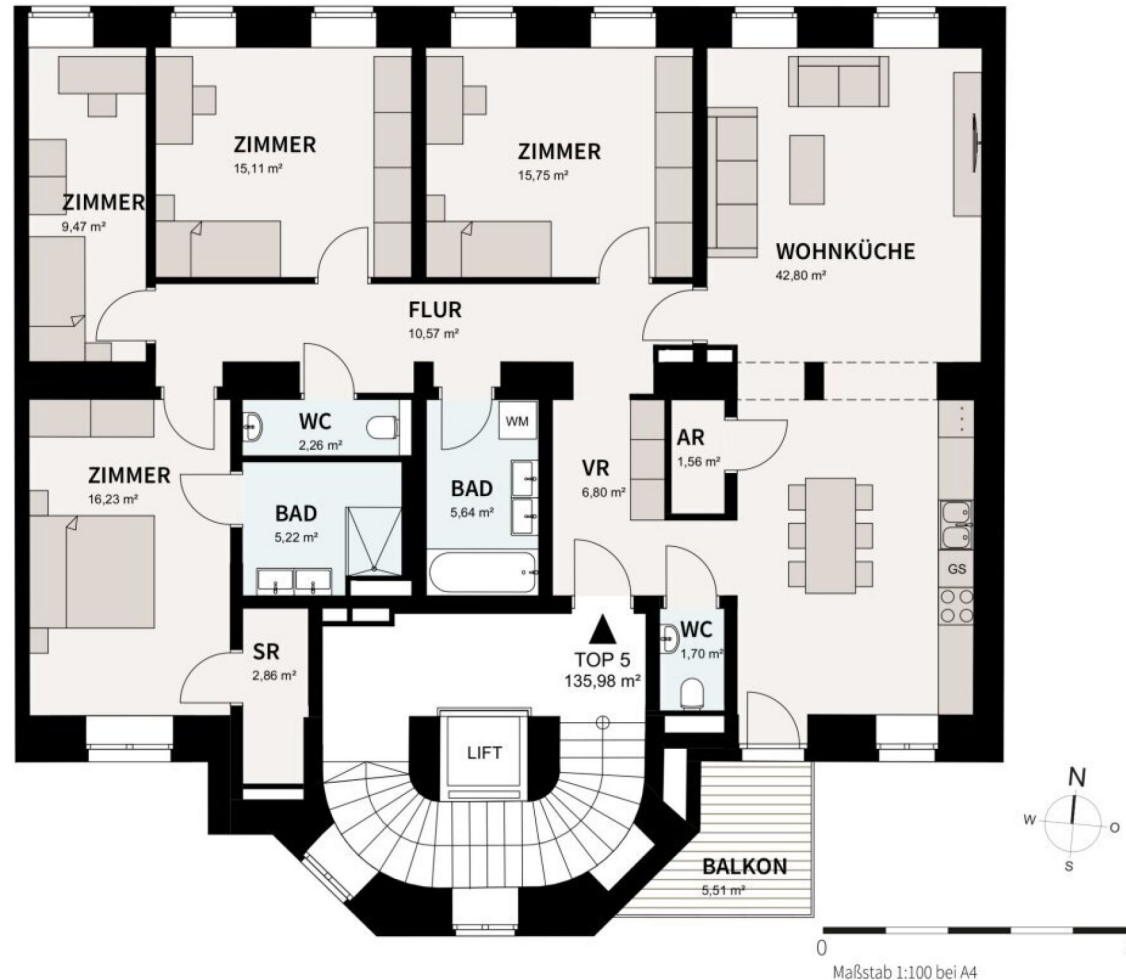 ZIMMER
15,11 m²
ZIMMER
15,75 m²
ZIMMER
9,47 m²
WOHNKÜCHE
42,80 m²
FLUR
10,57 m²
WC
2,26 m²
WM
AR
1,56 m²
ZIMMER
16,23 m²
VR
6,80 m²
BAD
5,64 m²
BAD
5,22 m²
GS
WC
1,70 m²
SR
2,86 m²
TOP 5
135,98 m²
LIFT
N
W
O
S
BALKON
5,51 m²
0
Maßstab 1:100 bei A4